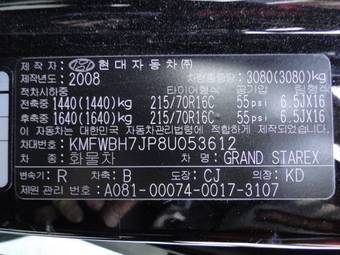 제 작 자 : 현대자동차㈜
제작년도 : 2008 차량총중량 : 3080(3080)kg
적차시하중 타이어형식 공기압 림 형식
전축중 1440(1440)kg 215/70R16C 55psi 6.5JX16
후축중 1640(1640)kg 215/70R16C 55psi 6.5JX16
이 자동차는 대한민국 자동차관리법령에 적합하게 제작되었습니다.
차대번호 : KMFWBH7JP8U053612
차 종 : 화물차 차 명 : GRAND STAREX
변속기 : R 차축 : B 도장 : CJ 의장 : KD
제원 관리번호 : A081-00074-0017-3107